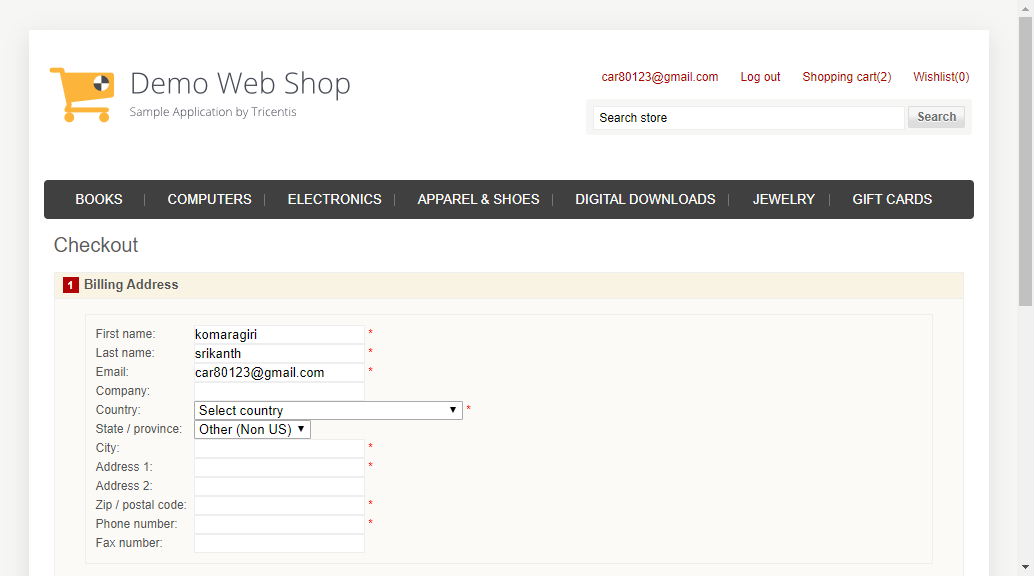 car80123@gmail.com Log out Shopping cart(2) Wishlist(0)
Demo Web Shop
Sample Application by Tricentis
Search store Search
BOOKS COMPUTERS ELECTRONICS APPAREL & SHOES DIGITAL DOWNLOADS JEWELRY GIFT CARDS
Checkout
1 Billing Address
First name: komaragiri *
Last name: srikanth *
Email: car80123@gmail.com *
Company:
Country: Select country *
State / province: Other (Non US)
City: *
Address 1: *
Address 2:
Zip / postal code: *
Phone number: *
Fax number: